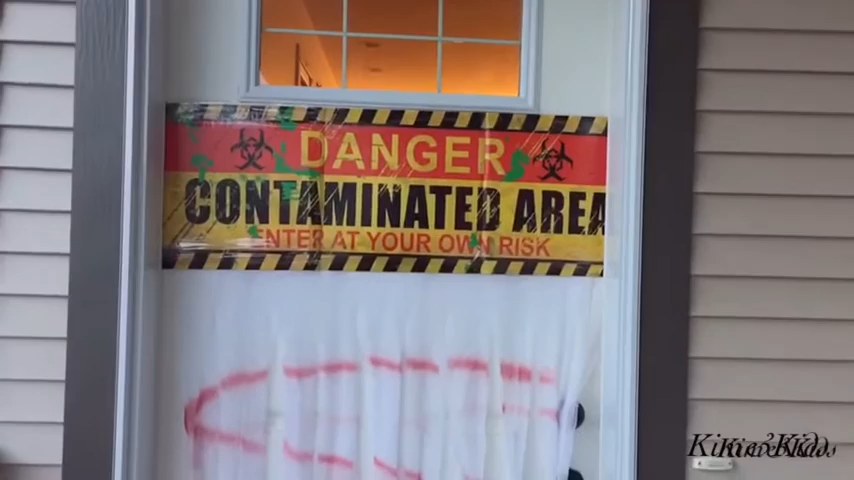 DANGER
CONTAMINATED AREA
ENTER AT YOUR OWN RISK